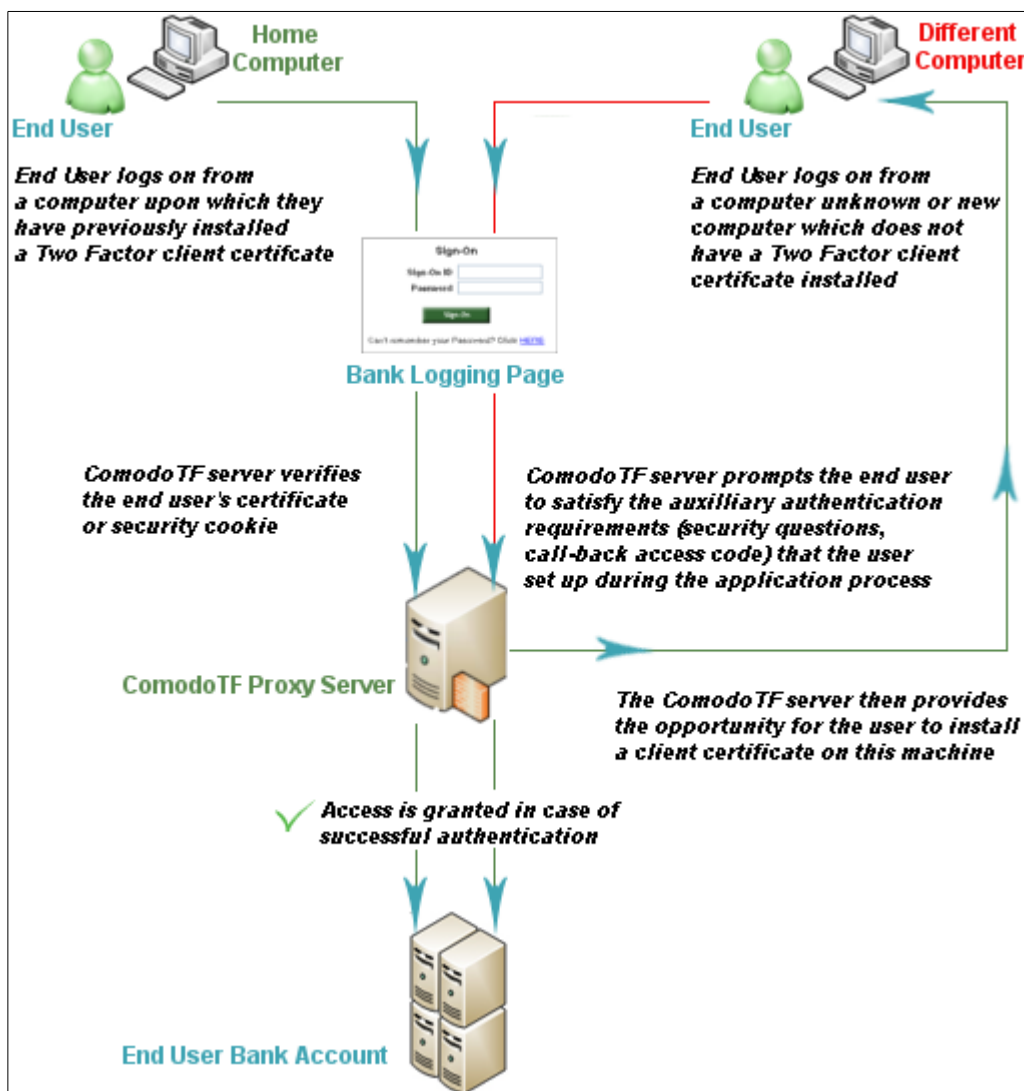 Home
Computer
Different
Computer
End User
End User
End User logs on from
a computer upon which they
have previously installed
a Two Factor client certifcate
End User logs on from
a computer unknown or new
computer which does not
have a Two Factor client
certifcate installed
Sign-On
Sign-On ID
Password
Sign-On
Can't remember your Password? Click HERE
Bank Logging Page
ComodoTF server verifies
the end user's certificate
or security cookie
ComodoTF server prompts the end user
to satisfy the auxilliary authentication
requirements (security questions,
call-back access code) that the user
set up during the application process
ComodoTF Proxy Server
The ComodoTF server then provides
the opportunity for the user to install
a client certificate on this machine
Access is granted in case of
successful authentication
End User Bank Account